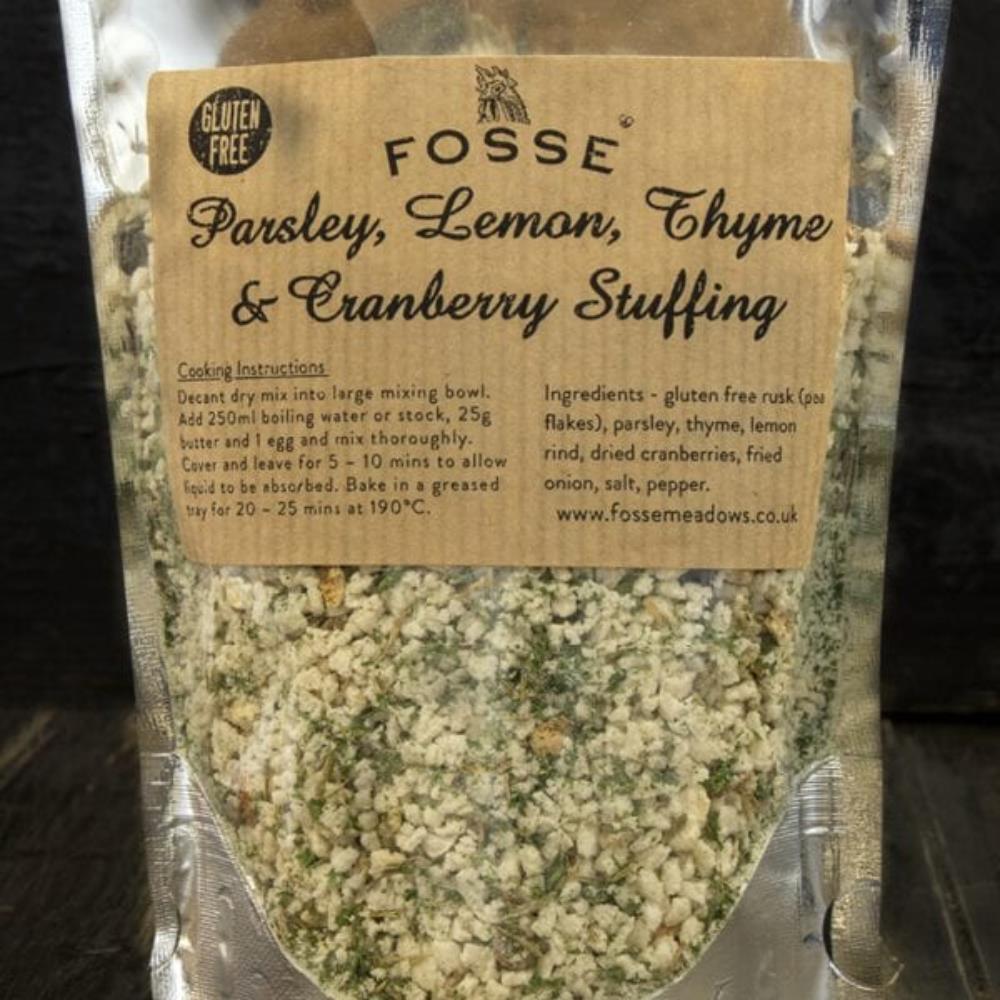 GLUTEN
FREE
FOSSE
Parsley, Lemon, Thyme
& Cranberry Stuffing
Cooking Instructions
Decant dry mix into large mixing bowl.
Add 250ml boiling water or stock, 25g
butter and 1 egg and mix thoroughly.
Cover and leave for 5 – 10 mins to allow
liquid to be absorbed. Bake in a greased
tray for 20 – 25 mins at 190°C.
Ingredients - gluten free rusk (pea
flakes), parsley, thyme, lemon
rind, dried cranberries, fried
onion, salt, pepper.
www.fossemeadows.co.uk